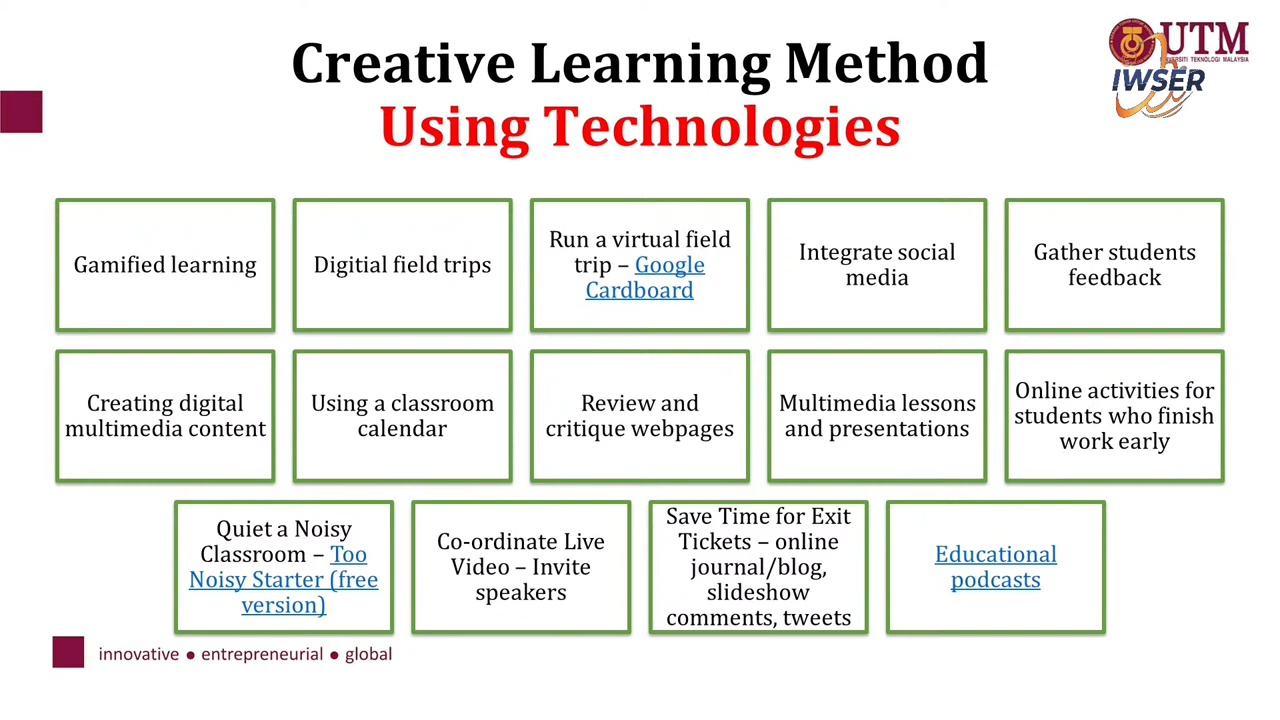 Creative Learning Method
Using Technologies
UTM
UNIVERSITI TEKNOLOGI MALAYSIA
IWSER
Gamified learning
Digitial field trips
Run a virtual field
trip – Google
Cardboard
Integrate social
media
Gather students
feedback
Creating digital
multimedia content
Using a classroom
calendar
Review and
critique webpages
Multimedia lessons
and presentations
Online activities for
students who finish
work early
Quiet a Noisy
Classroom – Too
Noisy Starter (free
version)
Co-ordinate Live
Video – Invite
speakers
Save Time for Exit
Tickets – online
journal/blog,
slideshow
comments, tweets
Educational
podcasts
innovative ● entrepreneurial ● global